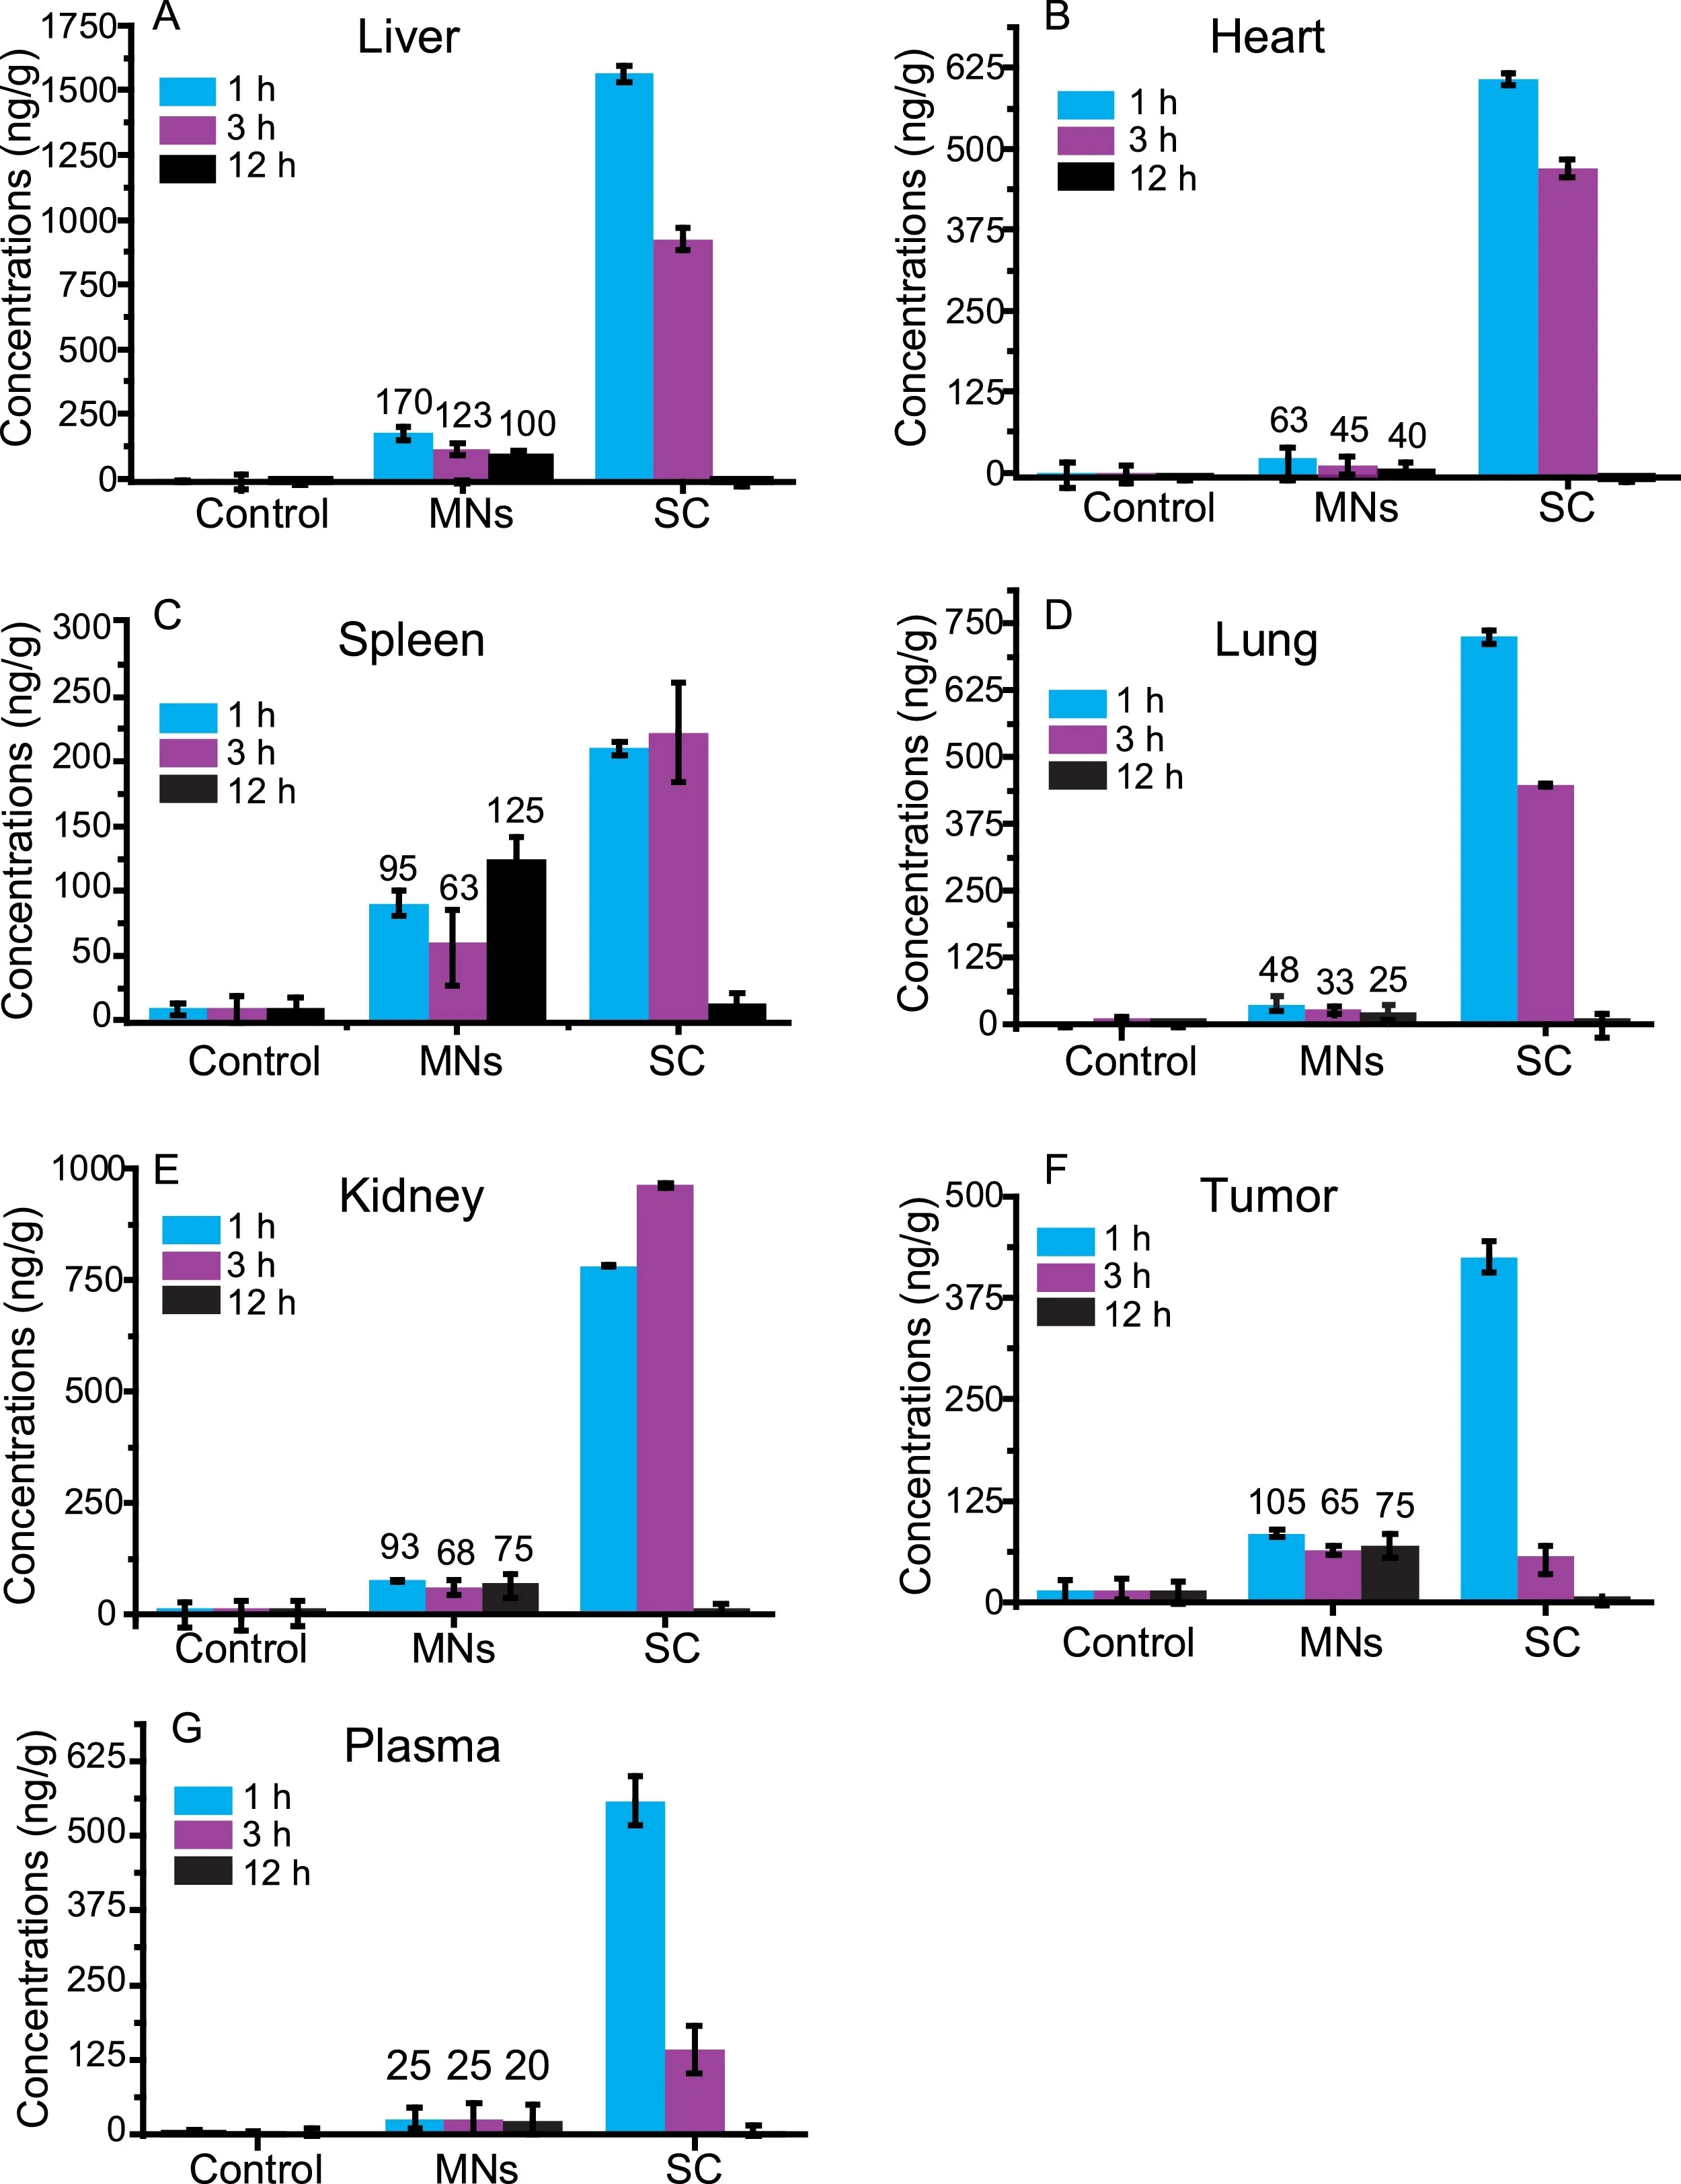 A
Liver
Concentrations (ng/g)
1750
1500
1250
1000
750
500
250
0
1 h
3 h
12 h
170
123
100
Control
MNs
SC
B
Heart
Concentrations (ng/g)
625
500
375
250
125
0
1 h
3 h
12 h
63
45
40
Control
MNs
SC
C
Spleen
Concentrations (ng/g)
300
250
200
150
100
50
0
1 h
3 h
12 h
95
63
125
Control
MNs
SC
D
Lung
Concentrations (ng/g)
750
625
500
375
250
125
0
1 h
3 h
12 h
48
33
25
Control
MNs
SC
E
Kidney
Concentrations (ng/g)
1000
750
500
250
0
1 h
3 h
12 h
93
68
75
Control
MNs
SC
F
Tumor
Concentrations (ng/g)
500
375
250
125
0
1 h
3 h
12 h
105
65
75
Control
MNs
SC
G
Plasma
Concentrations (ng/g)
625
500
375
250
125
0
1 h
3 h
12 h
25
25
20
Control
MNs
SC